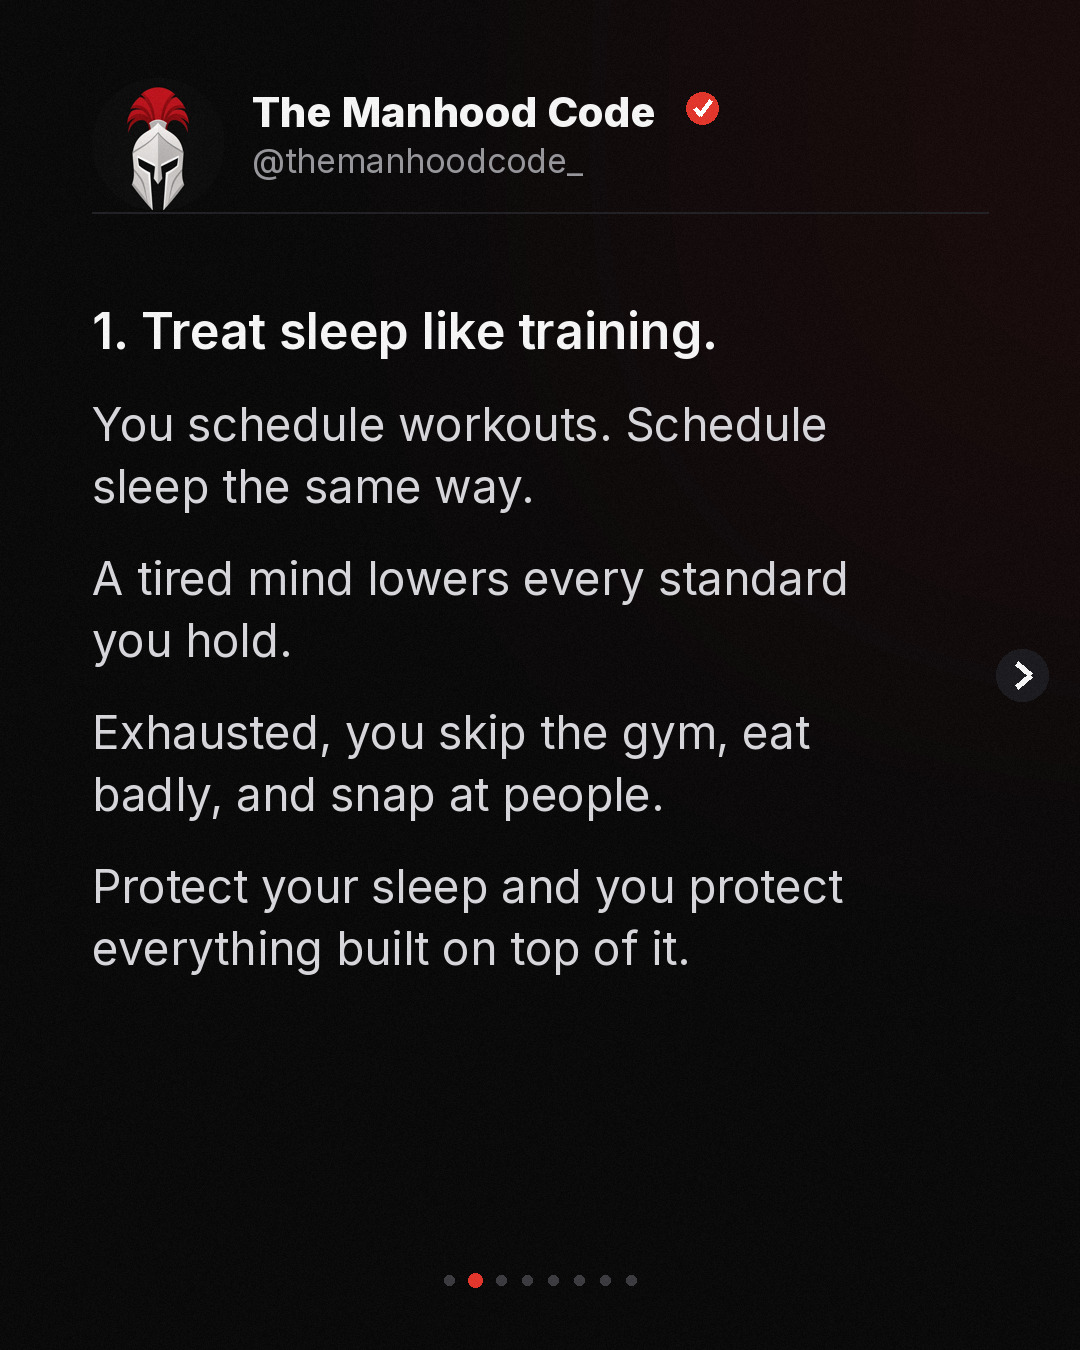 The Manhood Code
@themanhoodcode_
1. Treat sleep like training.
You schedule workouts. Schedule
sleep the same way.
A tired mind lowers every standard
you hold.
Exhausted, you skip the gym, eat
badly, and snap at people.
Protect your sleep and you protect
everything built on top of it.